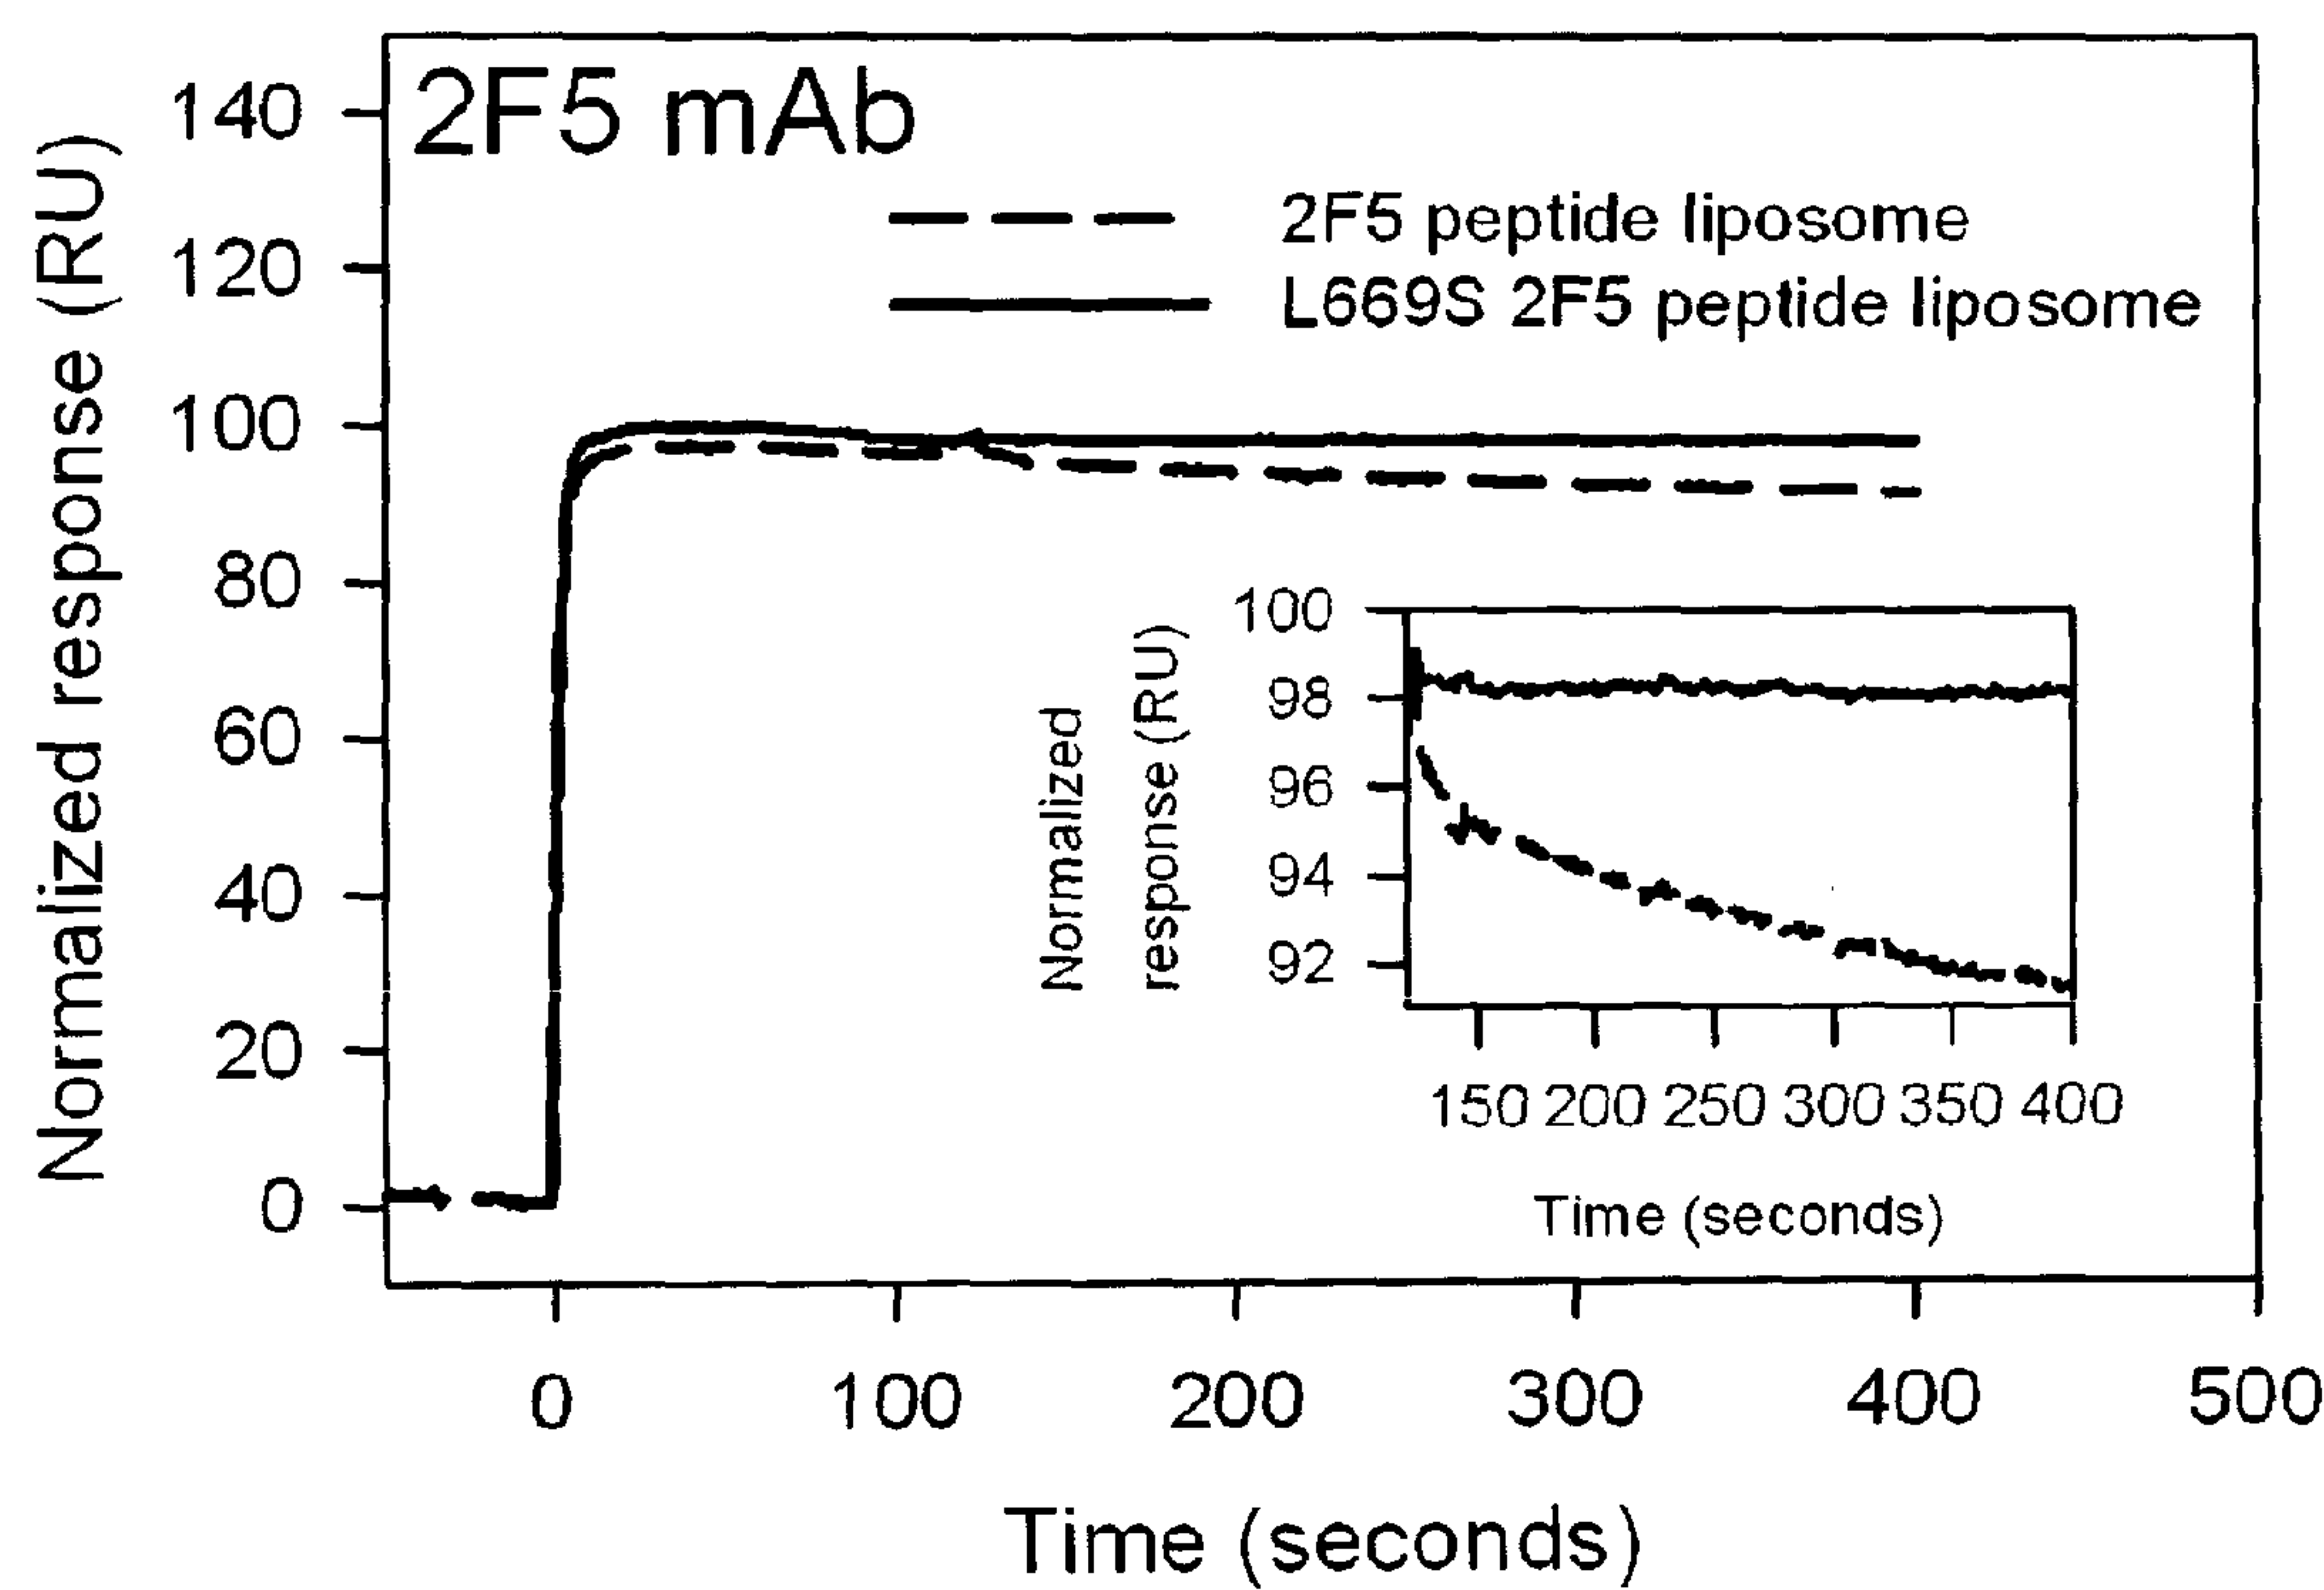 2F5 mAb
2F5 peptide liposome
L669S 2F5 peptide liposome
Normalized response (RU)
140
120
100
80
60
40
20
0
0 100 200 300 400 500
Time (seconds)
Normalized
response (RU)
100
98
96
94
92
150 200 250 300 350 400
Time (seconds)